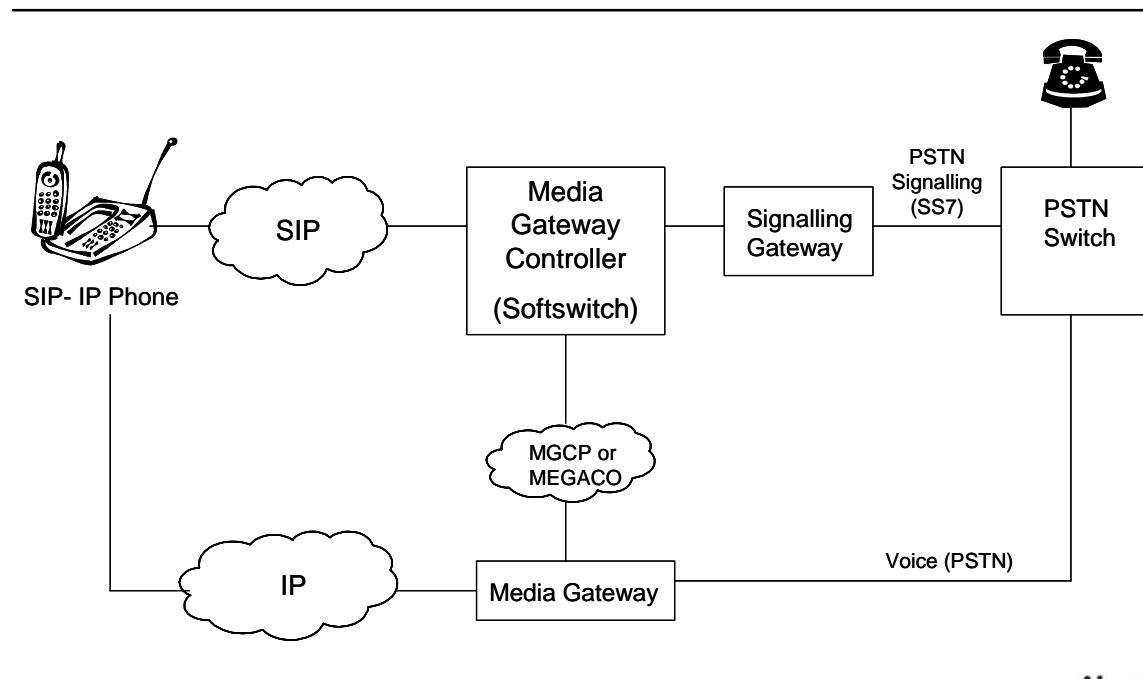 PSTN
Signalling
(SS7)
Media
Gateway
Controller
(Softswitch)
Signalling
Gateway
PSTN
Switch
SIP
SIP- IP Phone
MGCP or
MEGACO
IP
Media Gateway
Voice (PSTN)